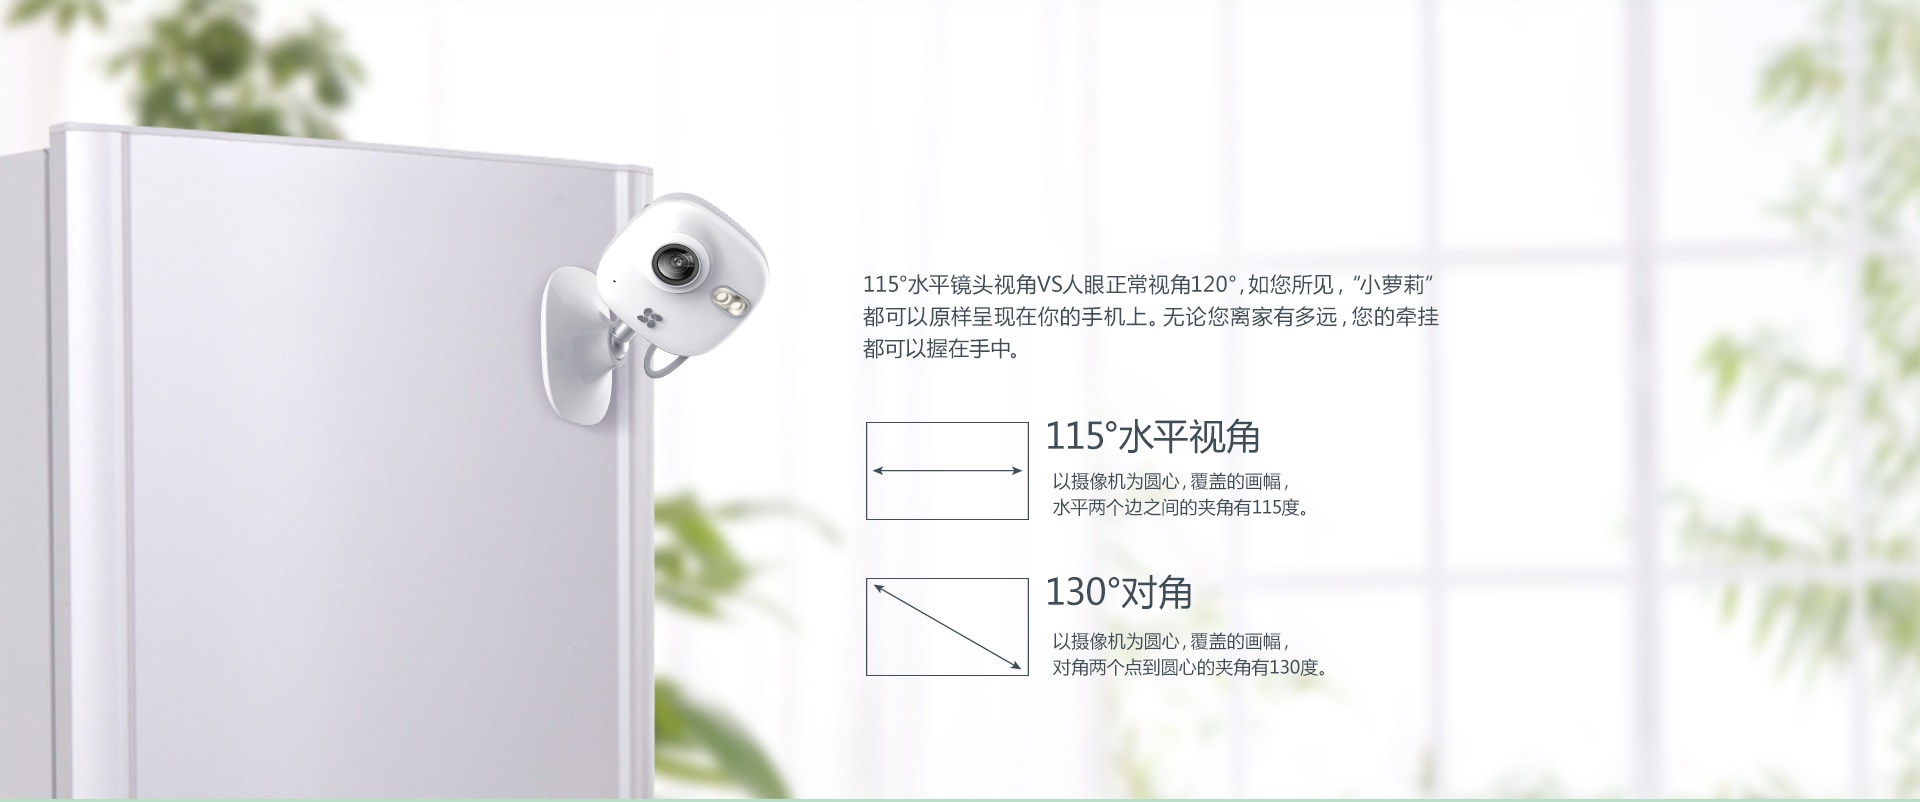 115°水平镜头视角VS人眼正常视角120°,如您所见,“小萝莉”
都可以原样呈现在你的手机上。无论您离家有多远,您的牵挂
都可以握在手中。
115°水平视角
以摄像机为圆心,覆盖的画幅,
水平两个边之间的夹角有115度。
130°对角
以摄像机为圆心,覆盖的画幅,
对角两个点到圆心的夹角有130度。